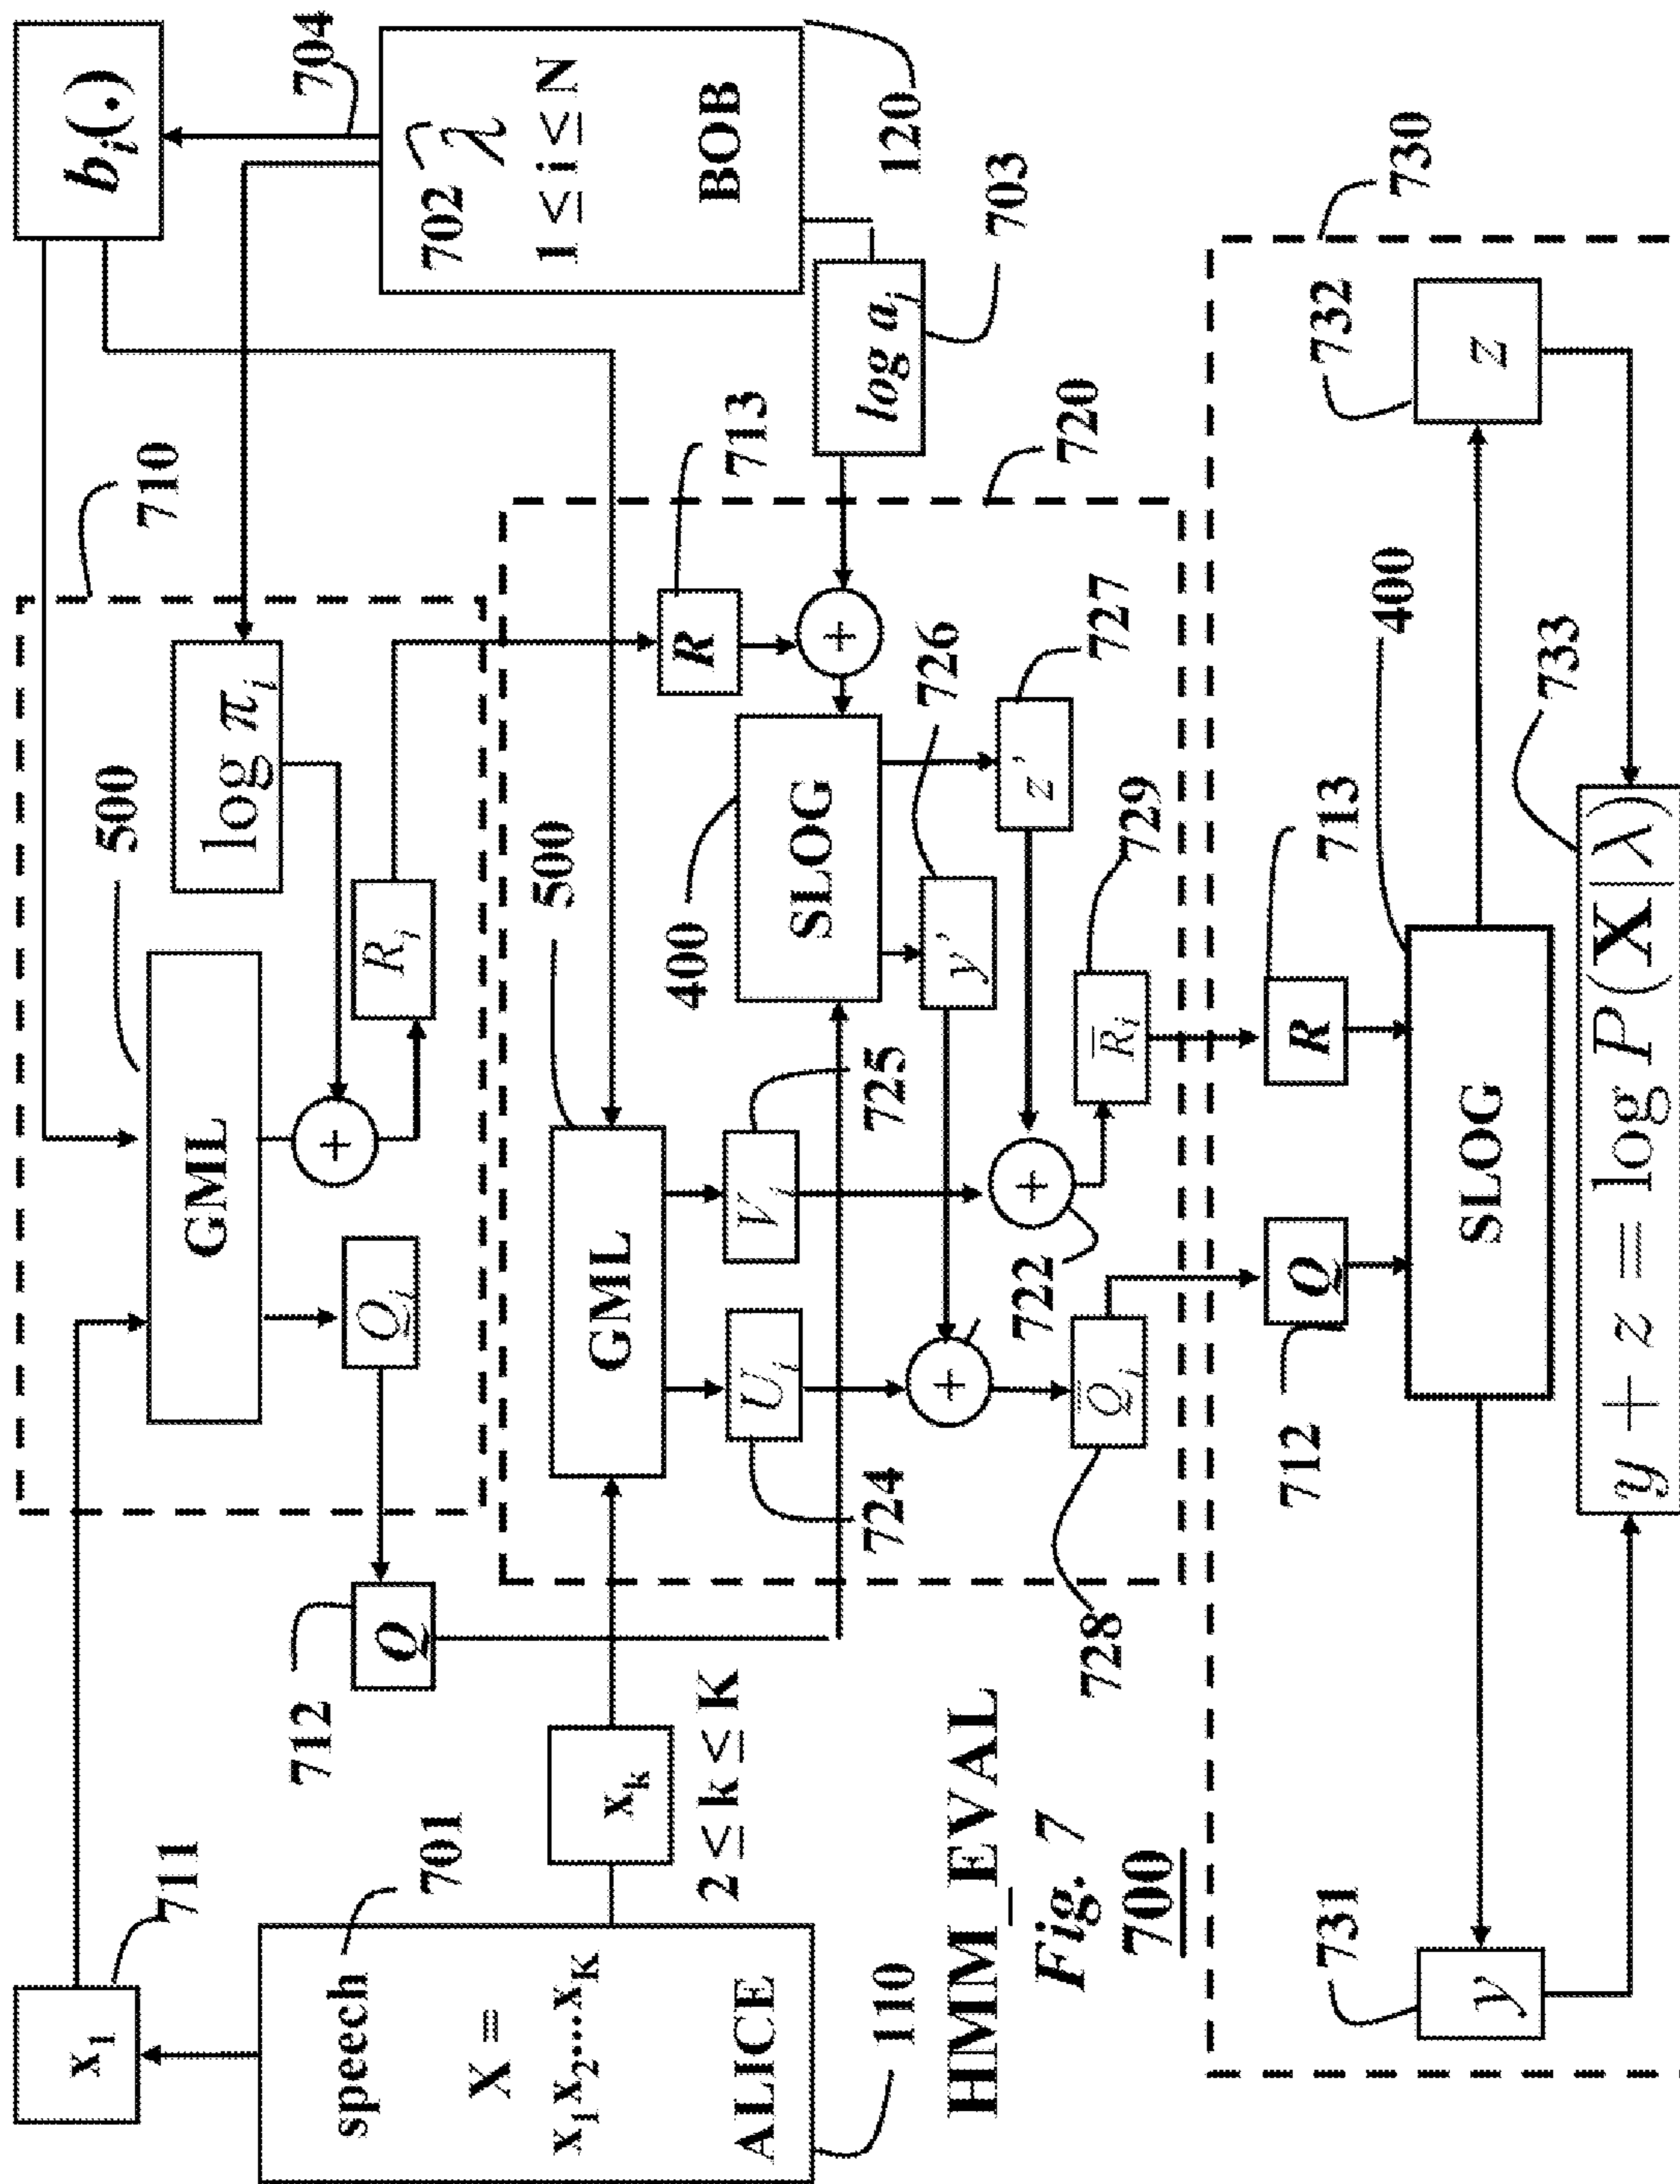 x1
711
speech
701
X =
x1x2...xK
ALICE
110
xk
2 ≤ k ≤ K
712
Q
710
500
GML
log πi
+
Qi
Ri
bi(.)
704
702
λ
1 ≤ i ≤ N
BOB
120
log aj
703
720
500
GML
R
713
+
400
SLOG
Ui
724
Vi
725
y'
726
z'
727
+
+
722
Q̅i
728
R̅i
729
HMM_EVAL
Fig. 7
700
730
712
Q
R
713
400
SLOG
731
y
732
z
733
y + z = log P(X|λ)